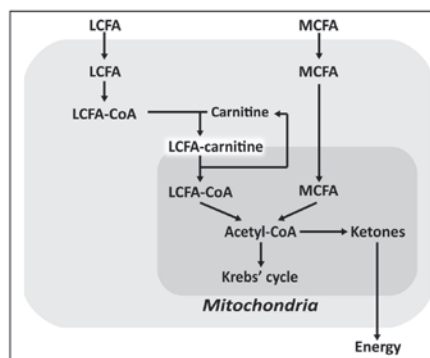 LCFA MCFA
LCFA MCFA
LCFA-CoA Carnitine
LCFA-carnitine
LCFA-CoA MCFA
Acetyl-CoA Ketones
Krebs' cycle
Mitochondria
Energy